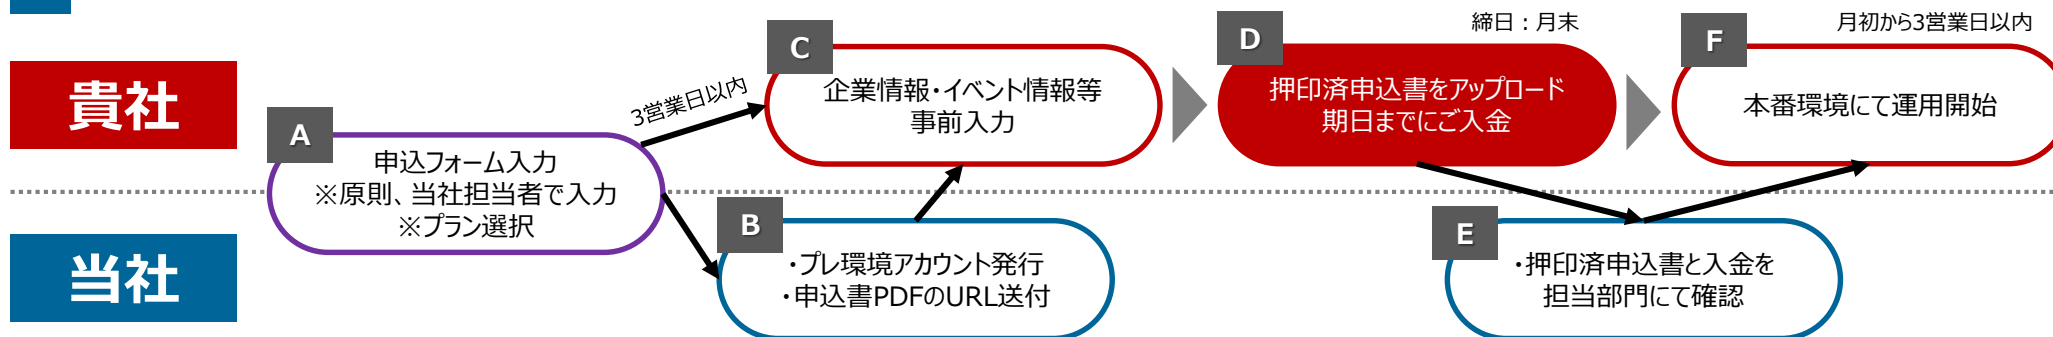 貴社
当社
A
申込フォーム入力
※原則、当社担当者で入力
※プラン選択
3営業日以内
B
・プレ環境アカウント発行
・申込書PDFのURL送付
C
企業情報・イベント情報等
事前入力
締日：月末
D
押印済申込書をアップロード
期日までにご入金
E
・押印済申込書と入金を
担当部門にて確認
月初から3営業日以内
F
本番環境にて運用開始